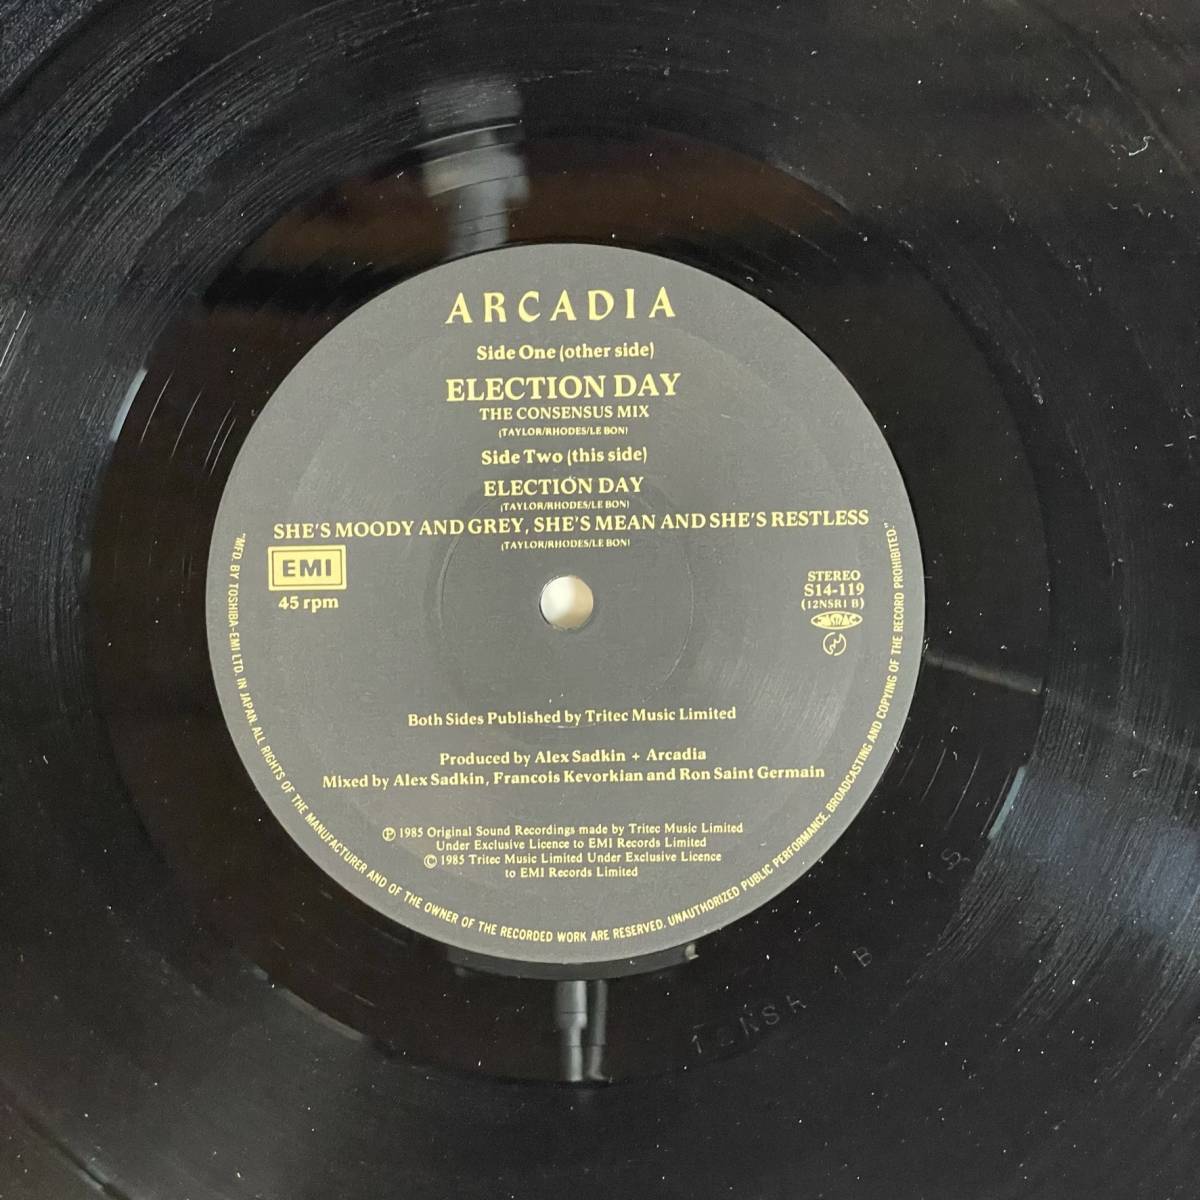 ARCADIA
Side One (other side)
ELECTION DAY
THE CONSENSUS MIX
(TAYLOR/RHODES/LE BON)
Side Two (this side)
ELECTION DAY
(TAYLOR/RHODES/LE BON)
SHE'S MOODY AND GREY, SHE'S MEAN AND SHE'S RESTLESS
(TAYLOR/RHODES/LE BON)
EMI
45 rpm
STEREO
S14-119
(12NSR1 B)
Both Sides Published by Tritec Music Limited
Produced by Alex Sadkin + Arcadia
Mixed by Alex Sadkin, Francois Kevorkian and Ron Saint Germain
Ⓟ 1985 Original Sound Recordings made by Tritec Music Limited
Under Exclusive Licence to EMI Records Limited
© 1985 Tritec Music Limited Under Exclusive Licence
to EMI Records Limited
"MFD. BY TOSHIBA-EMI LTD. IN JAPAN. ALL RIGHTS OF THE MANUFACTURER AND OF THE OWNER OF THE RECORDED WORK ARE RESERVED. UNAUTHORIZED PUBLIC PERFORMANCE, BROADCASTING AND COPYING OF THE RECORD PROHIBITED."
1B
S